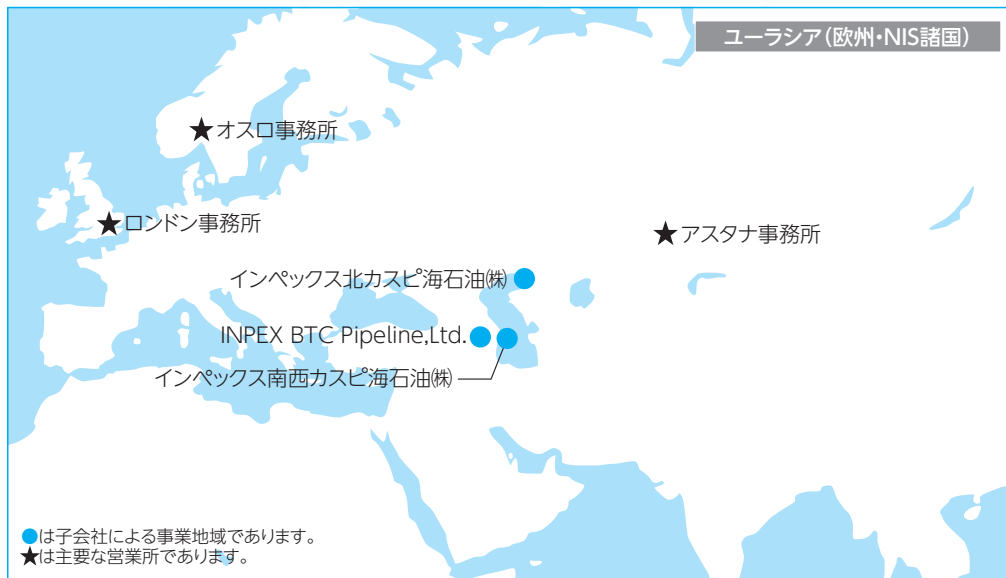 ユーラシア（欧州・NIS諸国）
★オスロ事務所
★ロンドン事務所
★アスタナ事務所
インペックス北カスピ海石油㈱
INPEX BTC Pipeline,Ltd.
インペックス南西カスピ海石油㈱
●は子会社による事業地域であります。
★は主要な営業所であります。